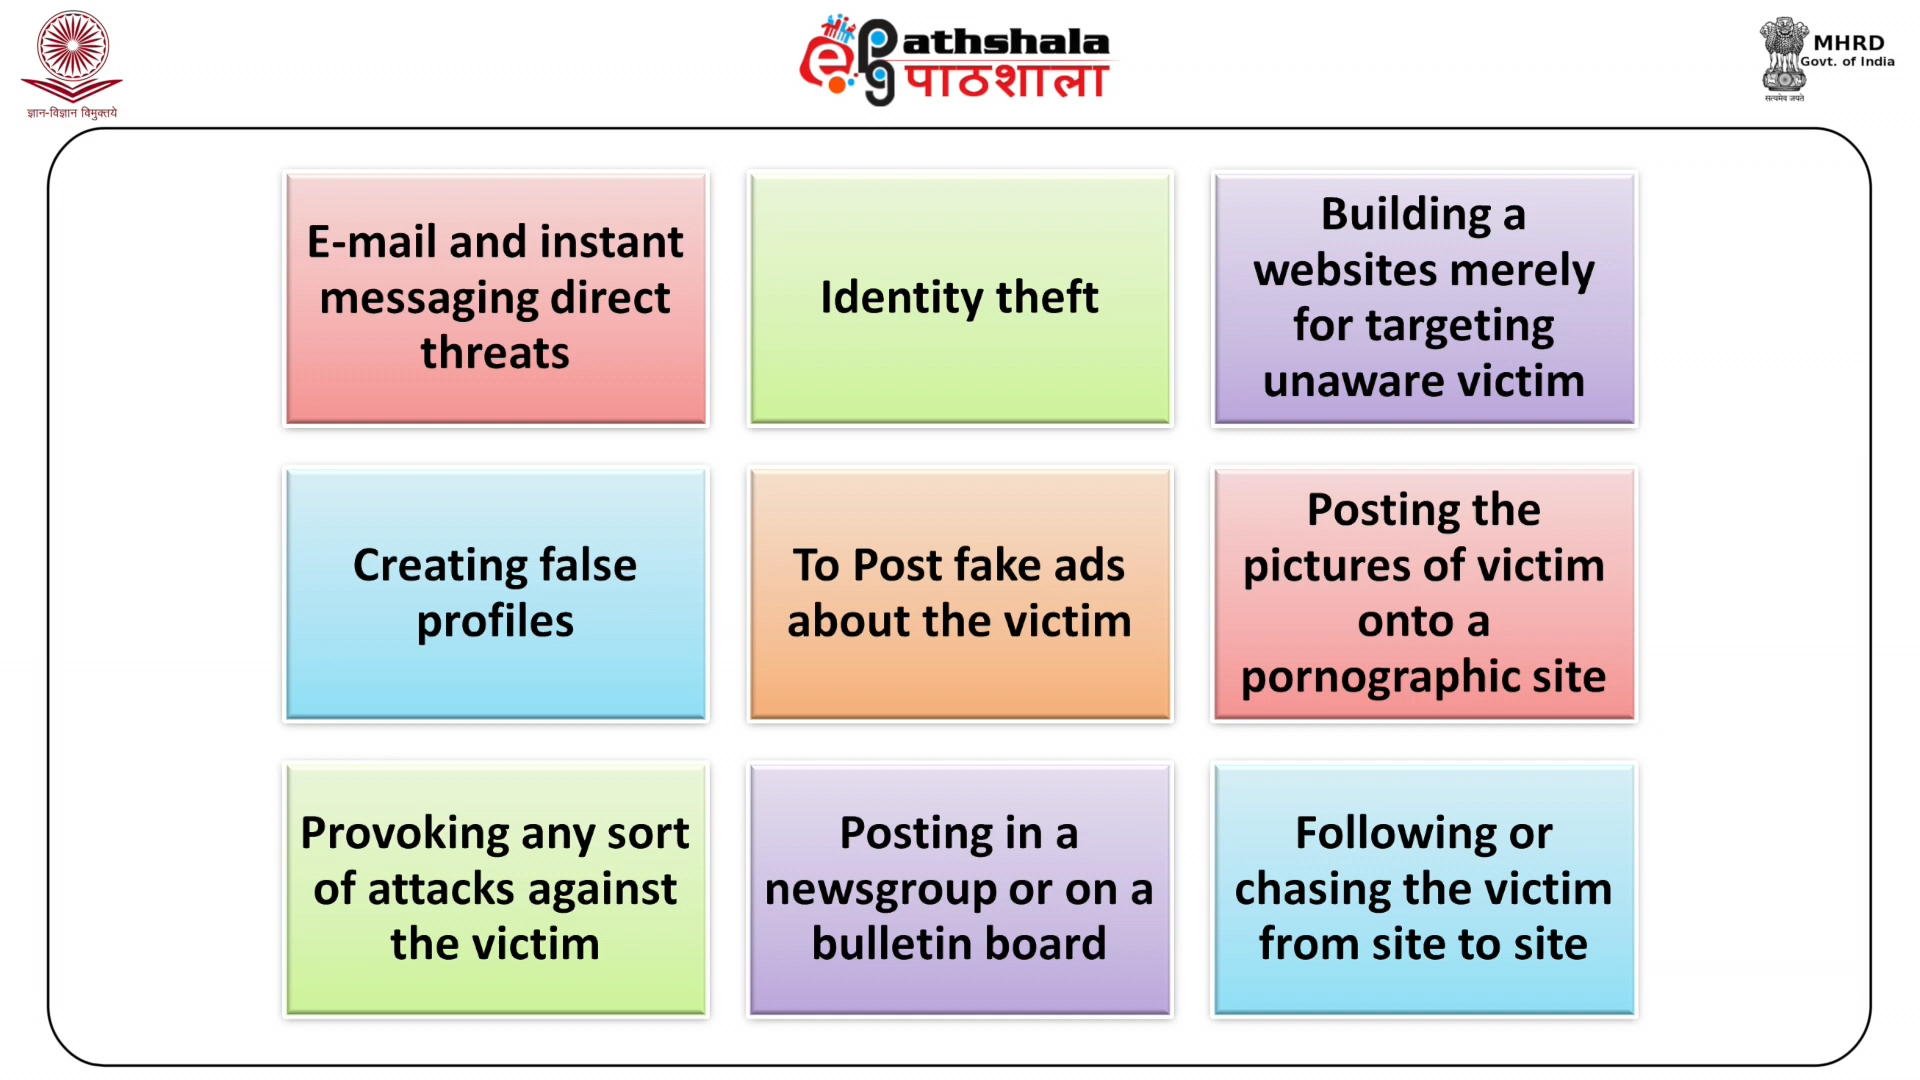 ज्ञान-विज्ञान विमुक्तये
athshala
पाठशाला
MHRD
Govt. of India
सत्यमेव जयते
E-mail and instant
messaging direct
threats
Identity theft
Building a
websites merely
for targeting
unaware victim
Creating false
profiles
To Post fake ads
about the victim
Posting the
pictures of victim
onto a
pornographic site
Provoking any sort
of attacks against
the victim
Posting in a
newsgroup or on a
bulletin board
Following or
chasing the victim
from site to site